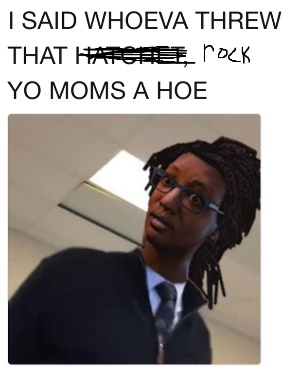 I SAID WHOEVA THREW
THAT HATCHET, rock
YO MOMS A HOE